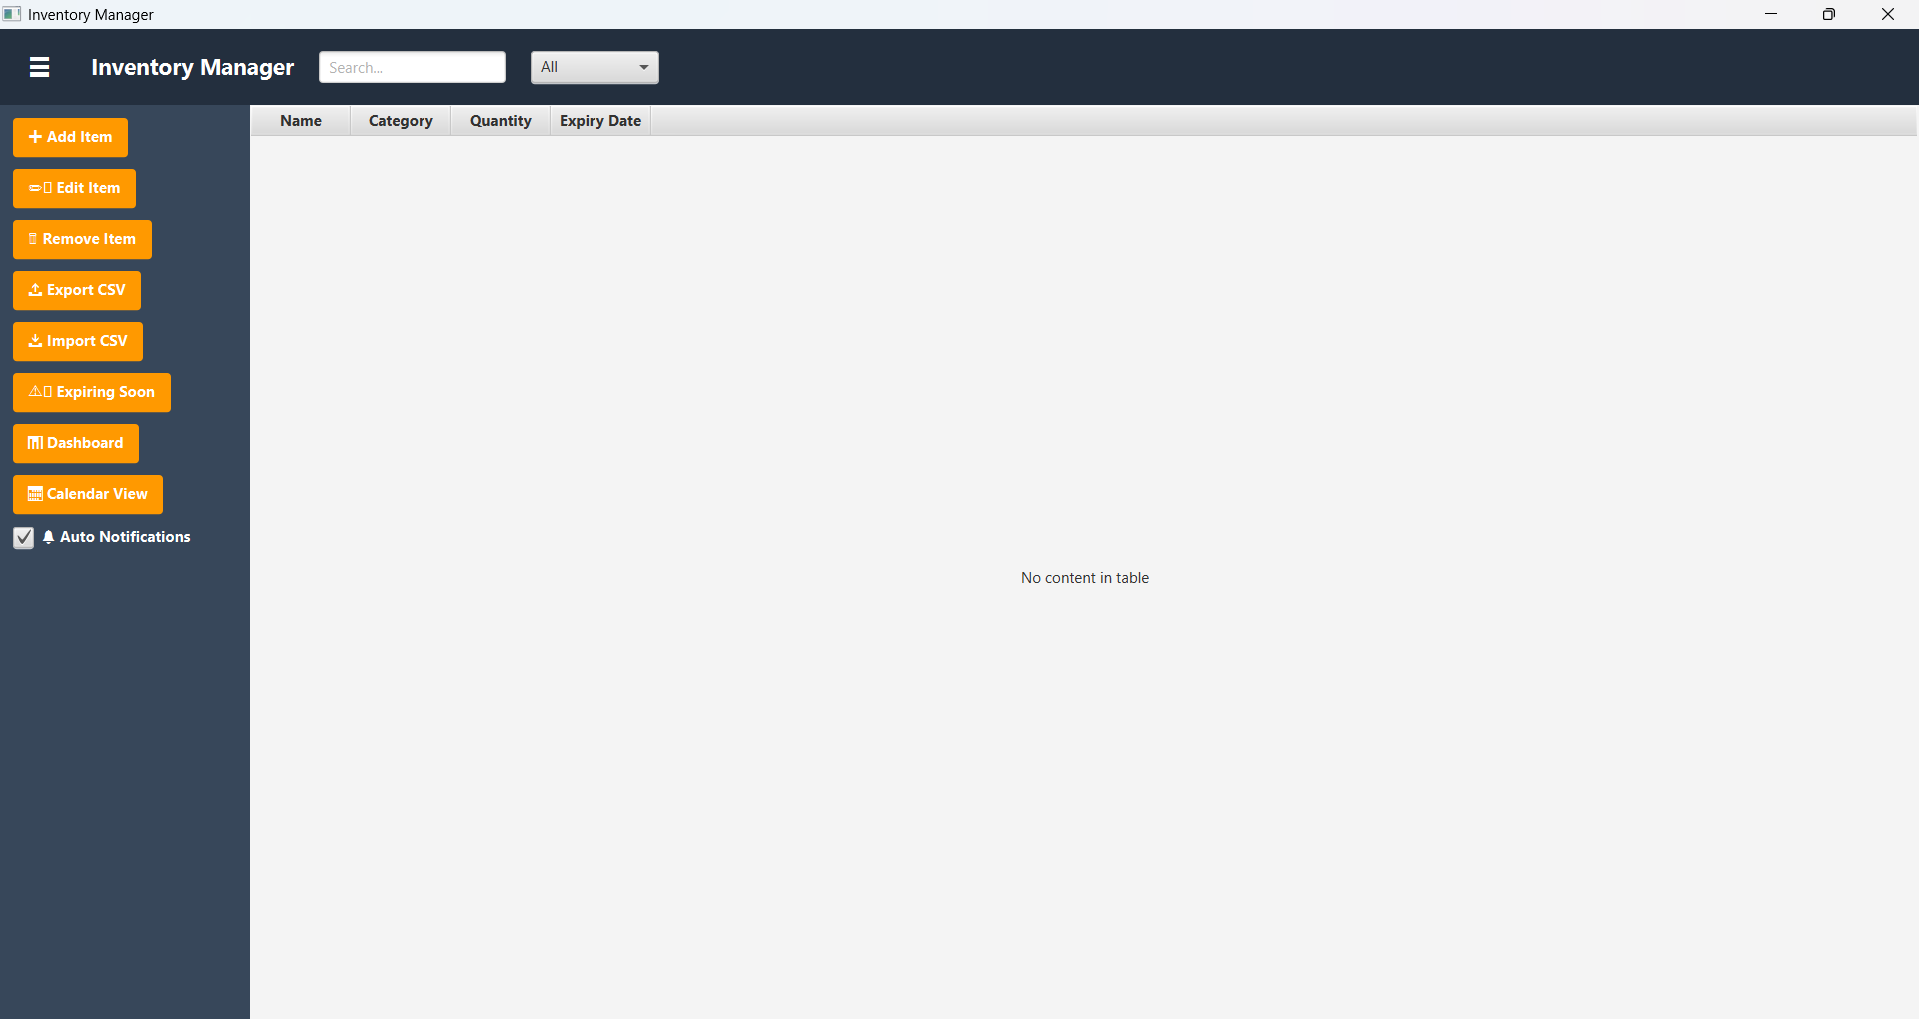 Inventory Manager
☰ Inventory Manager Search... All
Name Category Quantity Expiry Date
➕ Add Item
✏ Edit Item
Remove Item
📤 Export CSV
📥 Import CSV
⚠ Expiring Soon
📊 Dashboard
📅 Calendar View
🔔 Auto Notifications
No content in table